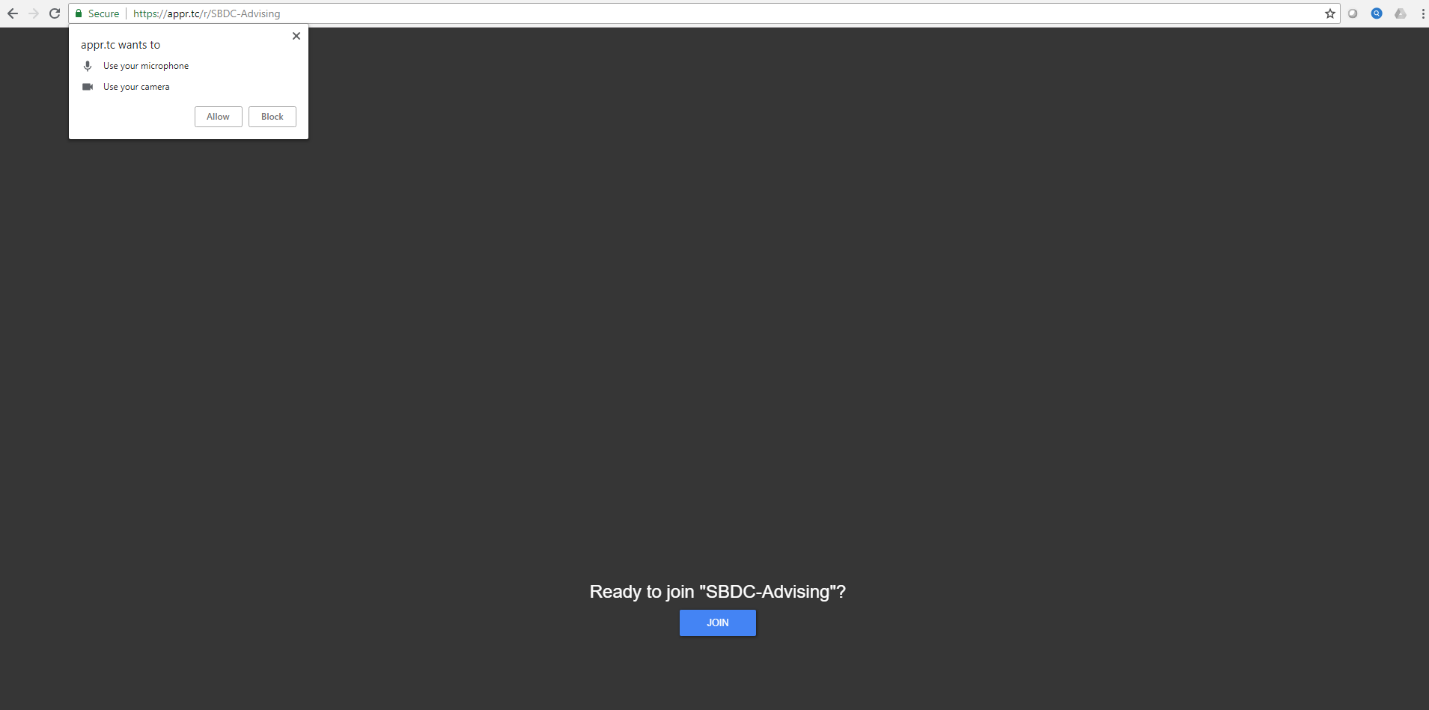 Secure | https://appr.tc/r/SBDC-Advising
appr.tc wants to
Use your microphone
Use your camera
Allow Block
Ready to join "SBDC-Advising"?
JOIN